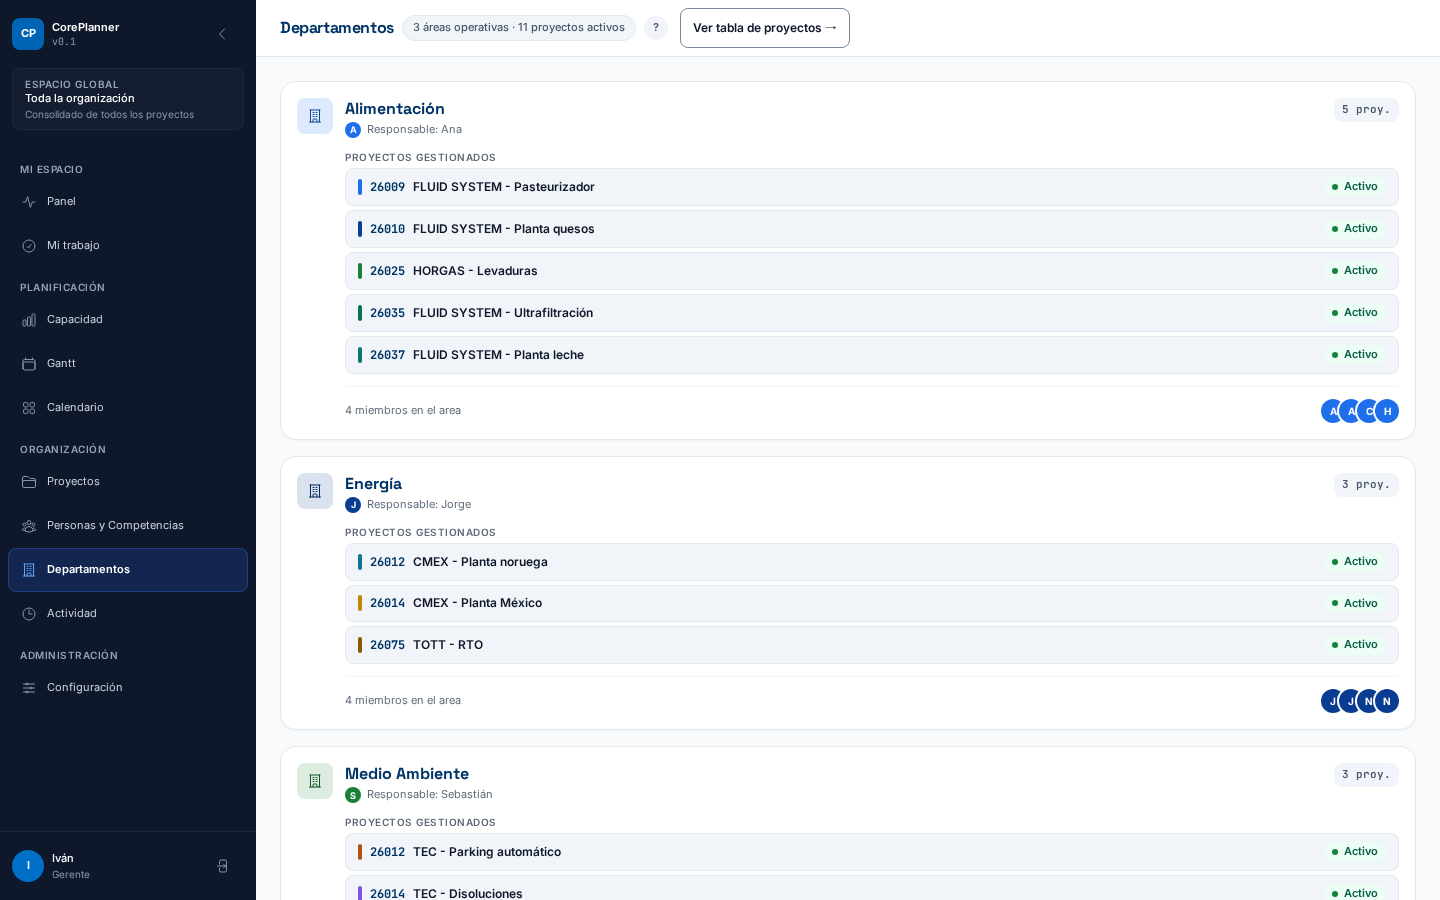 CP
CorePlanner
v0.1
ESPACIO GLOBAL
Toda la organización
Consolidado de todos los proyectos
MI ESPACIO
Panel
Mi trabajo
PLANIFICACIÓN
Capacidad
Gantt
Calendario
ORGANIZACIÓN
Proyectos
Personas y Competencias
Departamentos
Actividad
ADMINISTRACIÓN
Configuración
I
Iván
Gerente
Departamentos
3 áreas operativas · 11 proyectos activos
?
Ver tabla de proyectos →
Alimentación
5 proy.
A Responsable: Ana
PROYECTOS GESTIONADOS
26009 FLUID SYSTEM - Pasteurizador Activo
26010 FLUID SYSTEM - Planta quesos Activo
26025 HORGAS - Levaduras Activo
26035 FLUID SYSTEM - Ultrafiltración Activo
26037 FLUID SYSTEM - Planta leche Activo
4 miembros en el area A A C H
Energía
3 proy.
J Responsable: Jorge
PROYECTOS GESTIONADOS
26012 CMEX - Planta noruega Activo
26014 CMEX - Planta México Activo
26075 TOTT - RTO Activo
4 miembros en el area J J N N
Medio Ambiente
3 proy.
S Responsable: Sebastián
PROYECTOS GESTIONADOS
26012 TEC - Parking automático Activo
26014 TEC - Disoluciones Activo